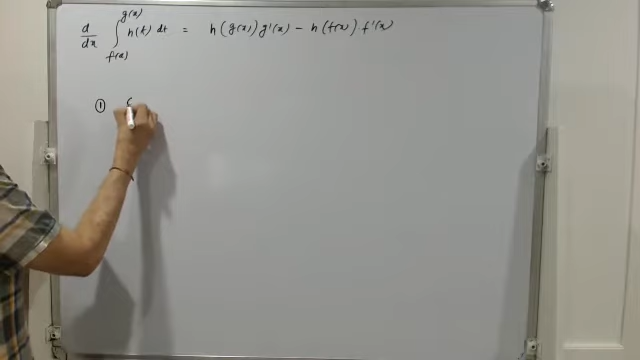 d/dx ∫_{f(x)}^{g(x)} h(t) dt = h(g(x)) g'(x) − h(f(x)) f'(x)
①